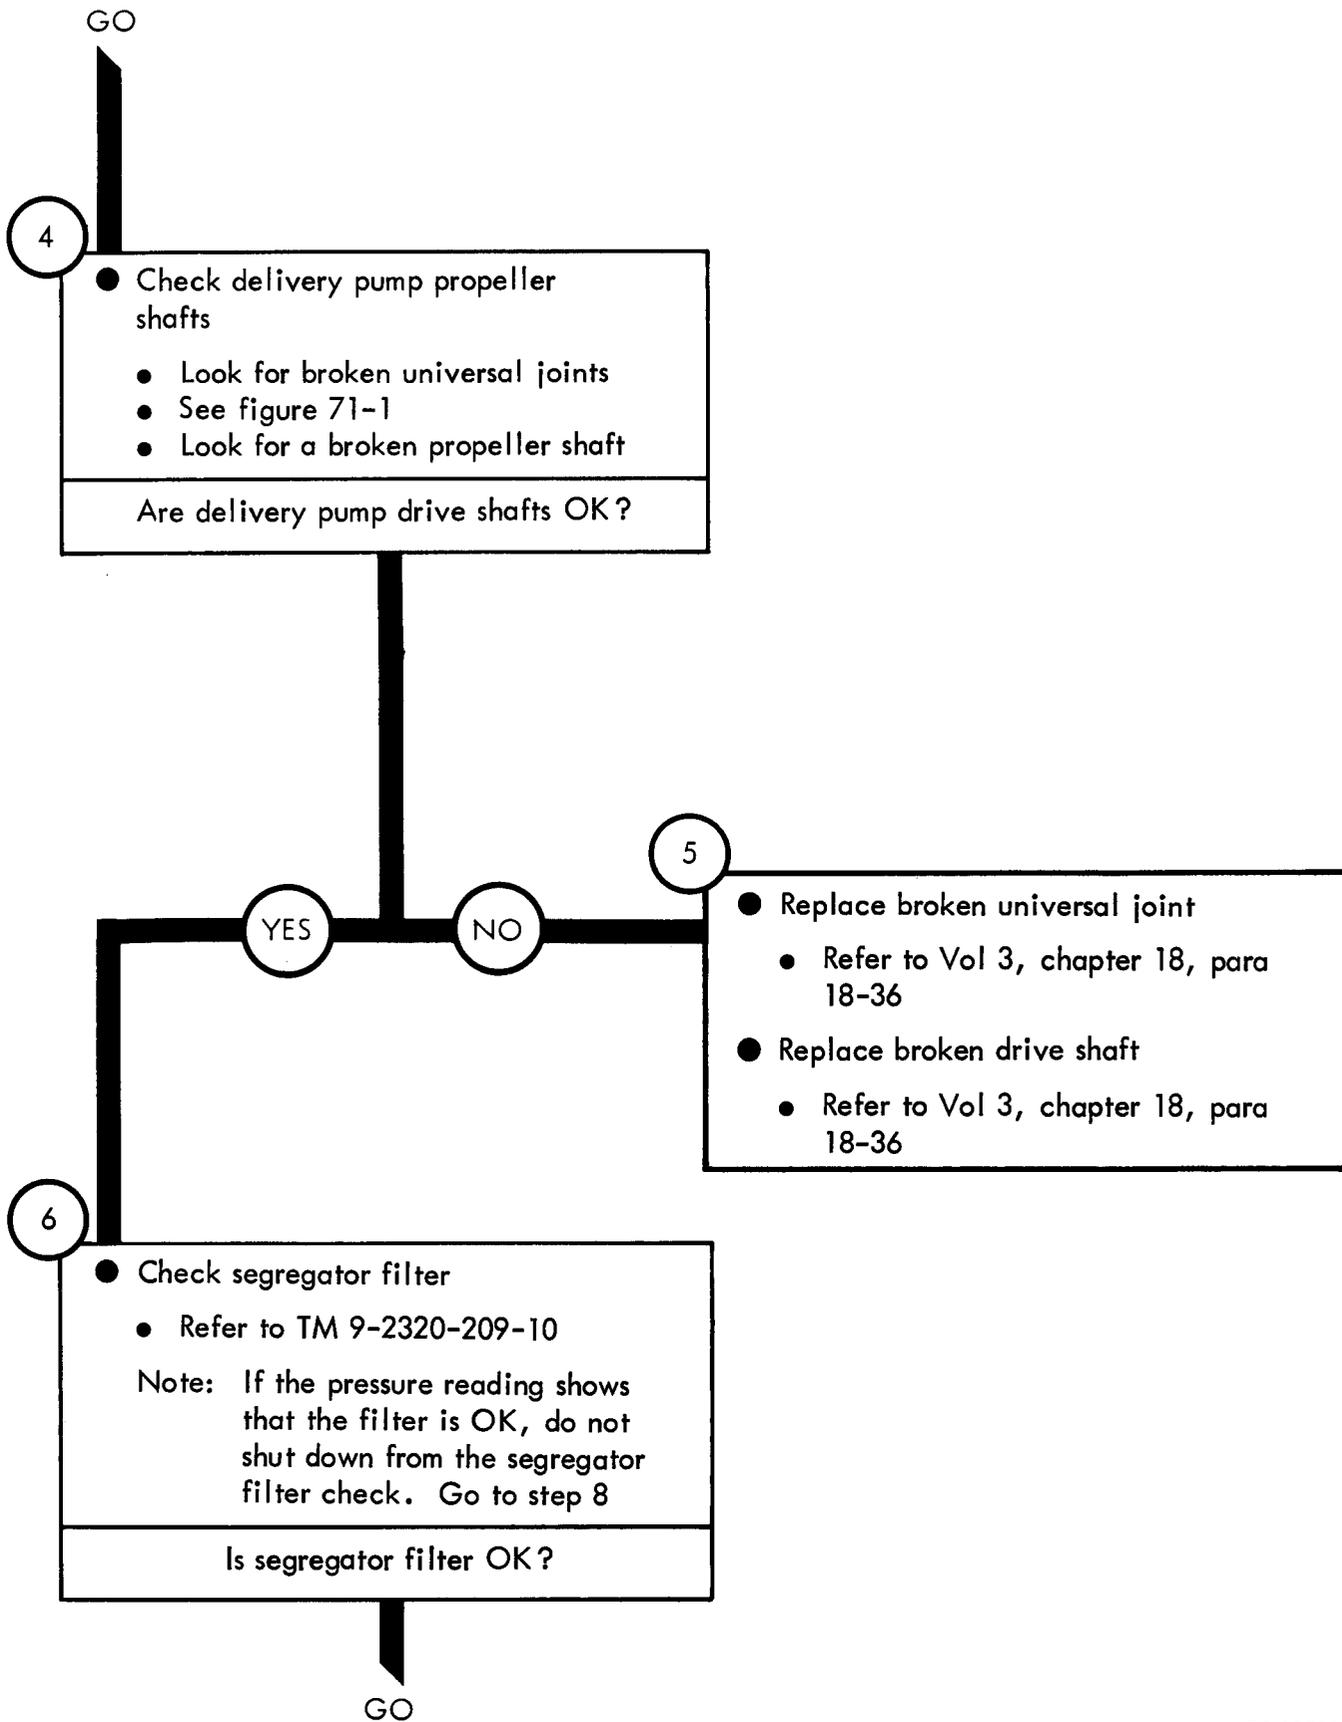 GO
4
● Check delivery pump propeller
shafts
● Look for broken universal joints
● See figure 71-1
● Look for a broken propeller shaft
Are delivery pump drive shafts OK?
YES
NO
5
● Replace broken universal joint
● Refer to Vol 3, chapter 18, para
18-36
● Replace broken drive shaft
● Refer to Vol 3, chapter 18, para
18-36
6
● Check segregator filter
● Refer to TM 9-2320-209-10
Note: If the pressure reading shows
that the filter is OK, do not
shut down from the segregator
filter check. Go to step 8
Is segregator filter OK?
GO